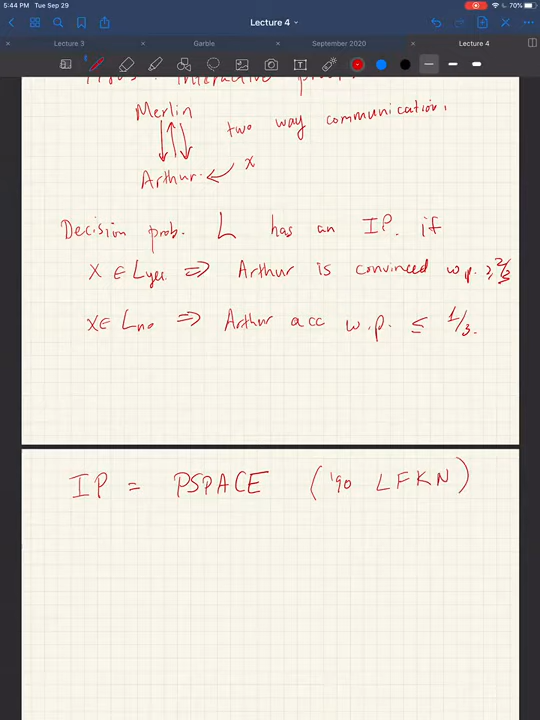 5:44 PM Tue Sep 29
70%
Lecture 4
Lecture 3
Garble
September 2020
Lecture 4
Interactive
Merlin
two way communication.
Arthur. x
Decision prob. L has an IP. if
x ∈ Lyes ⇒ Arthur is convinced w.p. ≥ 2/3
x ∈ Lno ⇒ Arthur acc w.p. ≤ 1/3.
IP = PSPACE ('90 LFKN)